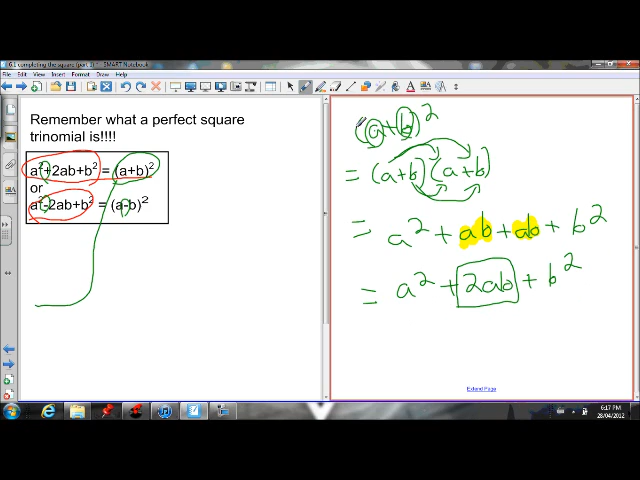 6.1 completing the square (part 1) - SMART Notebook
File Edit View Insert Format Draw Help
Remember what a perfect square
trinomial is!!!!
a²+2ab+b² = (a+b)²
or
a²-2ab+b² = (a-b)²
(a+b)²
= (a+b)(a+b)
= a² + ab + ab + b²
= a² + 2ab + b²
Extend Page
6:17 PM
28/04/2012